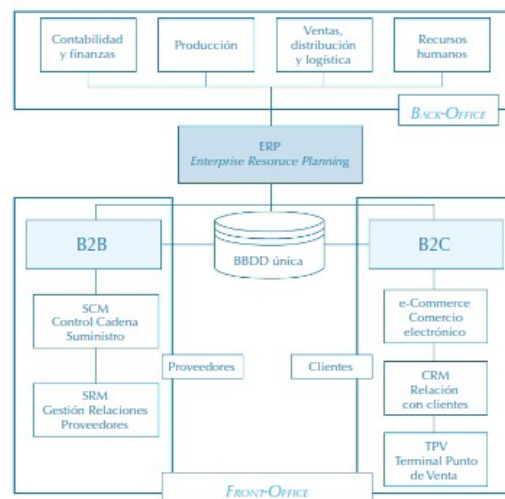 Contabilidad
y finanzas
Producción
Ventas,
distribución
y logística
Recursos
humanos
BACK-OFFICE
ERP
Enterprise Resoruce Planning
B2B
BBDD única
B2C
SCM
Control Cadena
Suministro
e-Commerce
Comercio
electrónico
Proveedores
Clientes
SRM
Gestión Relaciones
Proveedores
CRM
Relación
con clientes
TPV
Terminal Punto
de Venta
FRONT-OFFICE